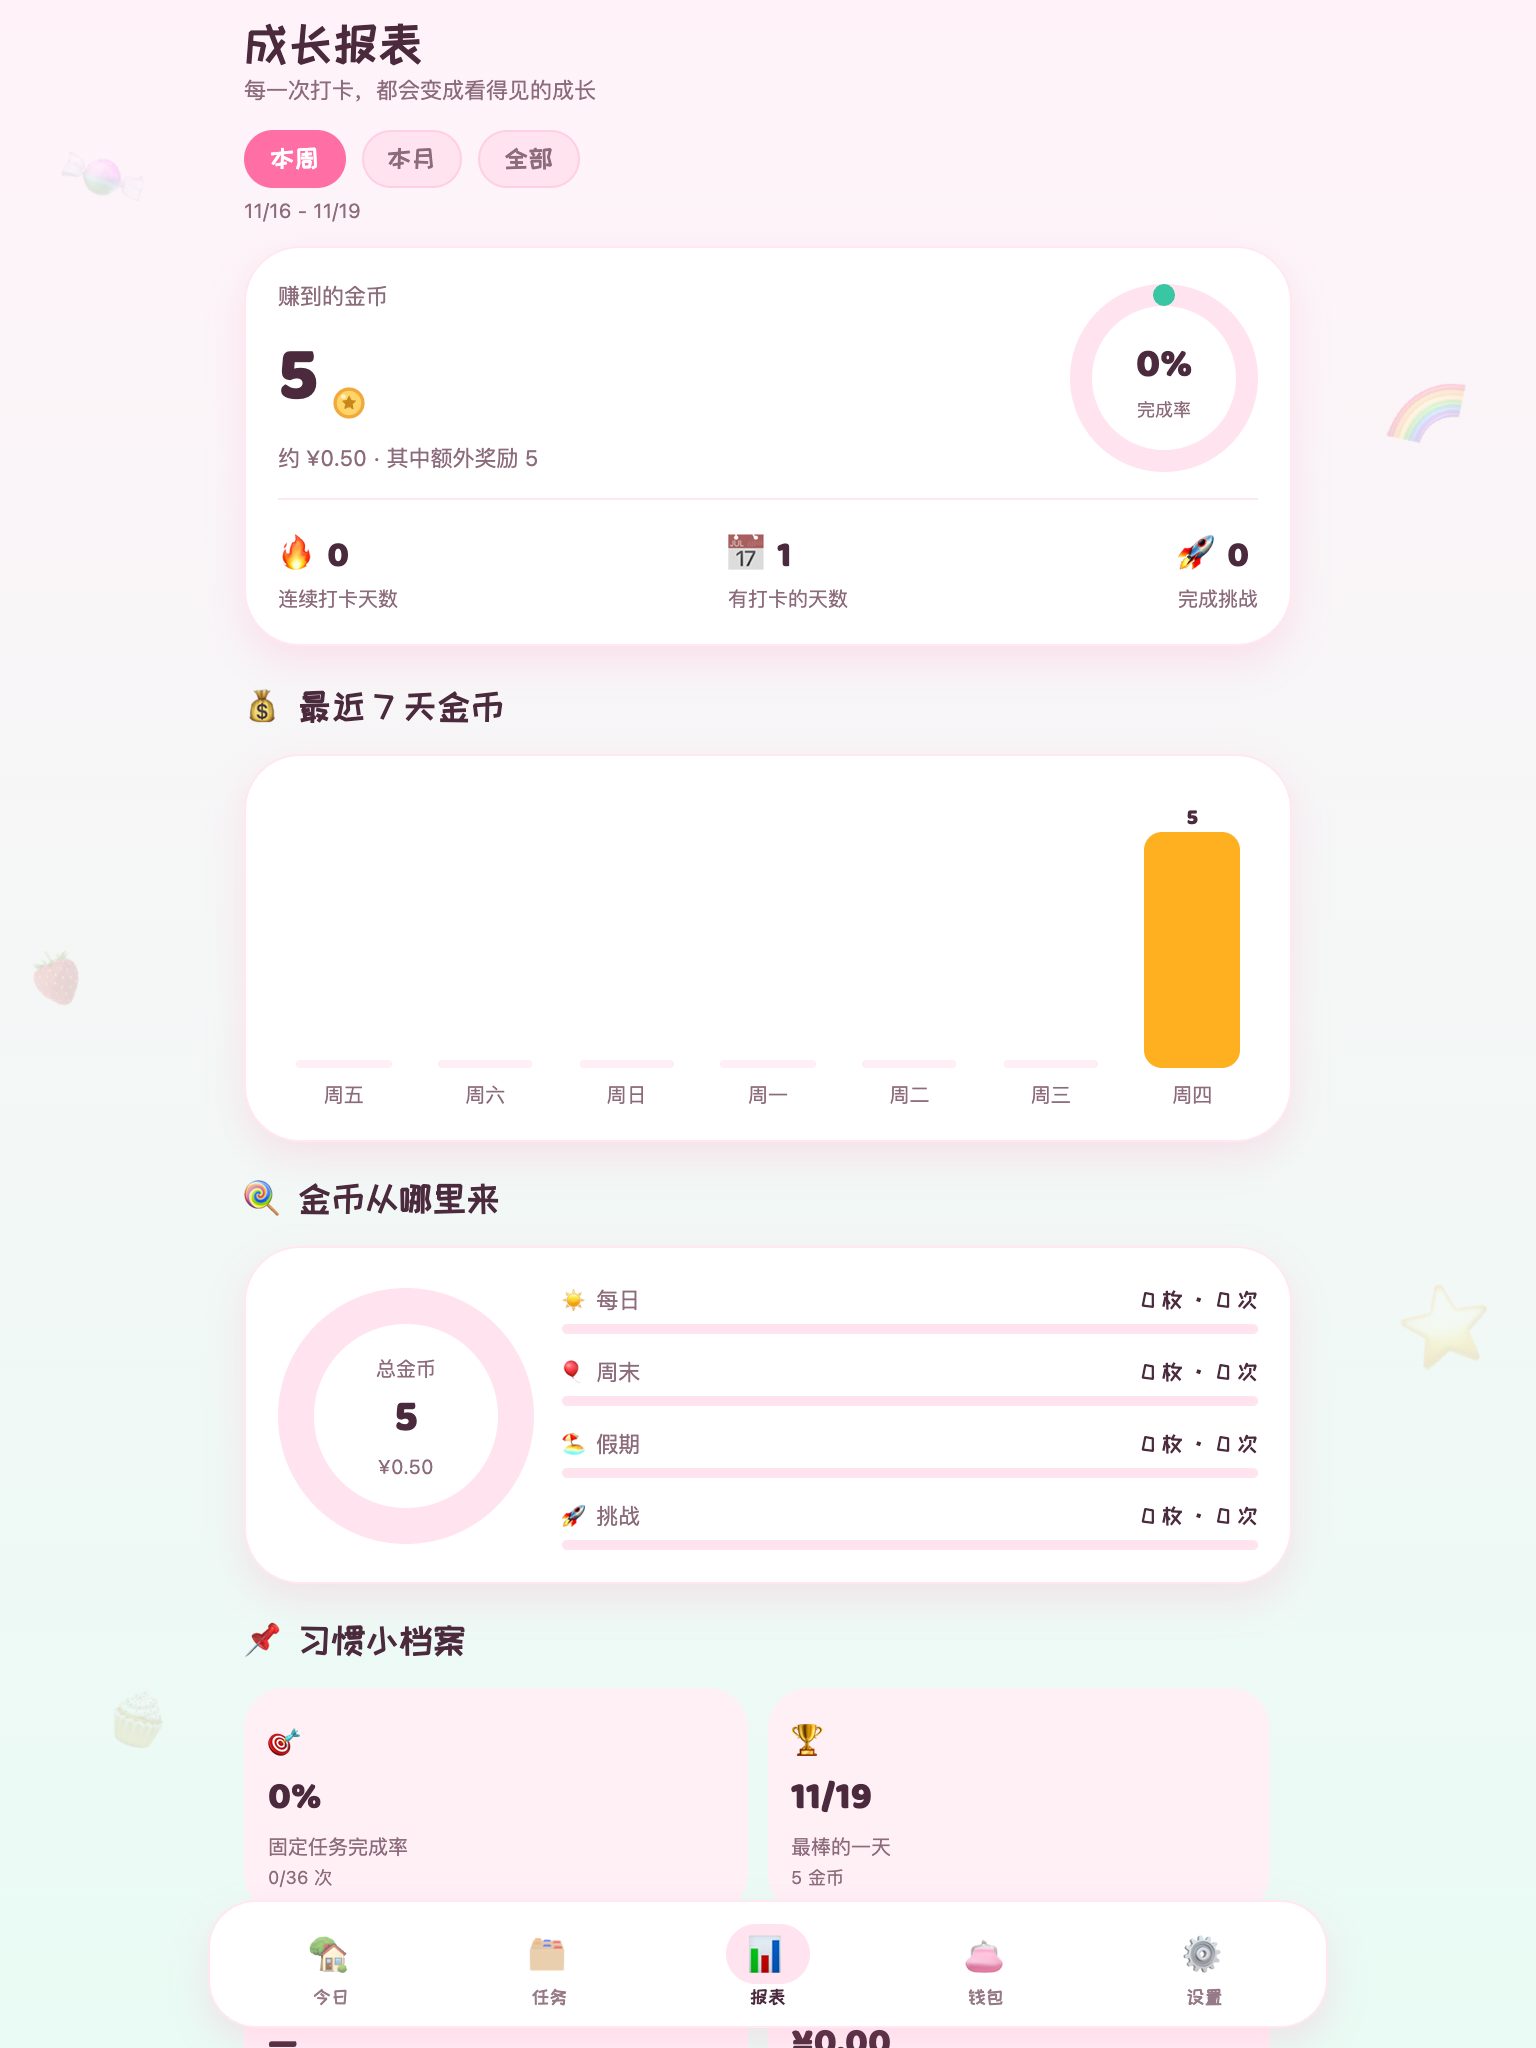 成长报表
每一次打卡，都会变成看得见的成长
本周 本月 全部
11/16 - 11/19
赚到的金币
5
约 ¥0.50 · 其中额外奖励 5
0%
完成率
0
连续打卡天数
JUL 17
1
有打卡的天数
0
完成挑战
最近 7 天金币
5
周五 周六 周日 周一 周二 周三 周四
金币从哪里来
总金币
5
¥0.50
每日 0 枚 · 0 次
周末 0 枚 · 0 次
假期 0 枚 · 0 次
挑战 0 枚 · 0 次
习惯小档案
0%
固定任务完成率
0/36 次
11/19
最棒的一天
5 金币
今日 任务 报表 钱包 设置
¥0.00